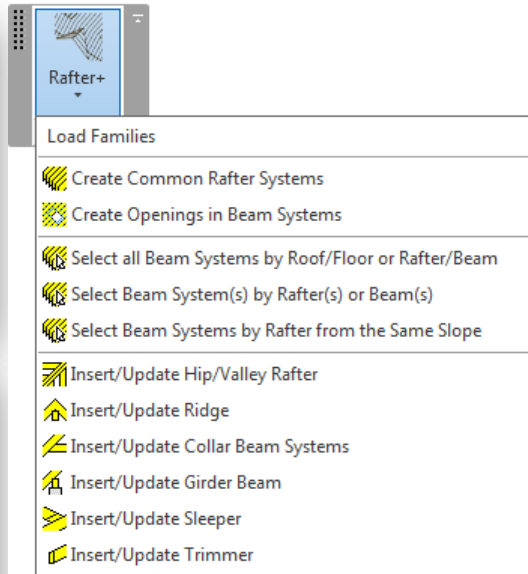 Rafter+
Load Families
Create Common Rafter Systems
Create Openings in Beam Systems
Select all Beam Systems by Roof/Floor or Rafter/Beam
Select Beam System(s) by Rafter(s) or Beam(s)
Select Beam Systems by Rafter from the Same Slope
Insert/Update Hip/Valley Rafter
Insert/Update Ridge
Insert/Update Collar Beam Systems
Insert/Update Girder Beam
Insert/Update Sleeper
Insert/Update Trimmer